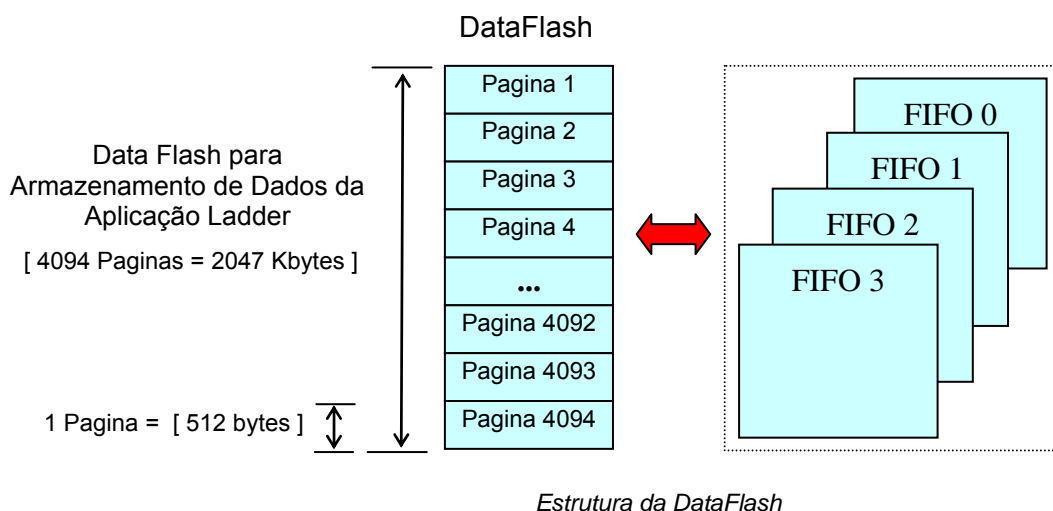 DataFlash
Data Flash para
Armazenamento de Dados da
Aplicação Ladder
[ 4094 Paginas = 2047 Kbytes ]
1 Pagina = [ 512 bytes ]
Pagina 1
Pagina 2
Pagina 3
Pagina 4
...
Pagina 4092
Pagina 4093
Pagina 4094
FIFO 0
FIFO 1
FIFO 2
FIFO 3
Estrutura da DataFlash